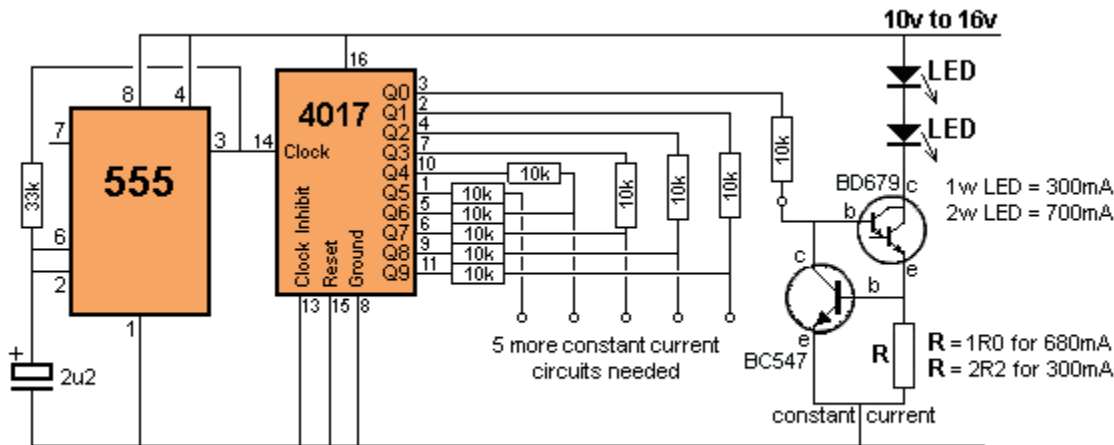 10v to 16v
16
8
4
7
3
14
555
33k
6
2
1
+
2u2
4017
Clock
Clock Inhibit
Reset
Ground
13
15
8
Q0
3
Q1
2
Q2
4
Q3
7
Q4
10
Q5
1
Q6
5
Q7
6
Q8
9
Q9
11
10k
10k
10k
10k
10k
10k
10k
10k
10k
10k
5 more constant current
circuits needed
LED
LED
BD679
c
b
e
1w LED = 300mA
2w LED = 700mA
c
b
e
BC547
R
R = 1R0 for 680mA
R = 2R2 for 300mA
constant current